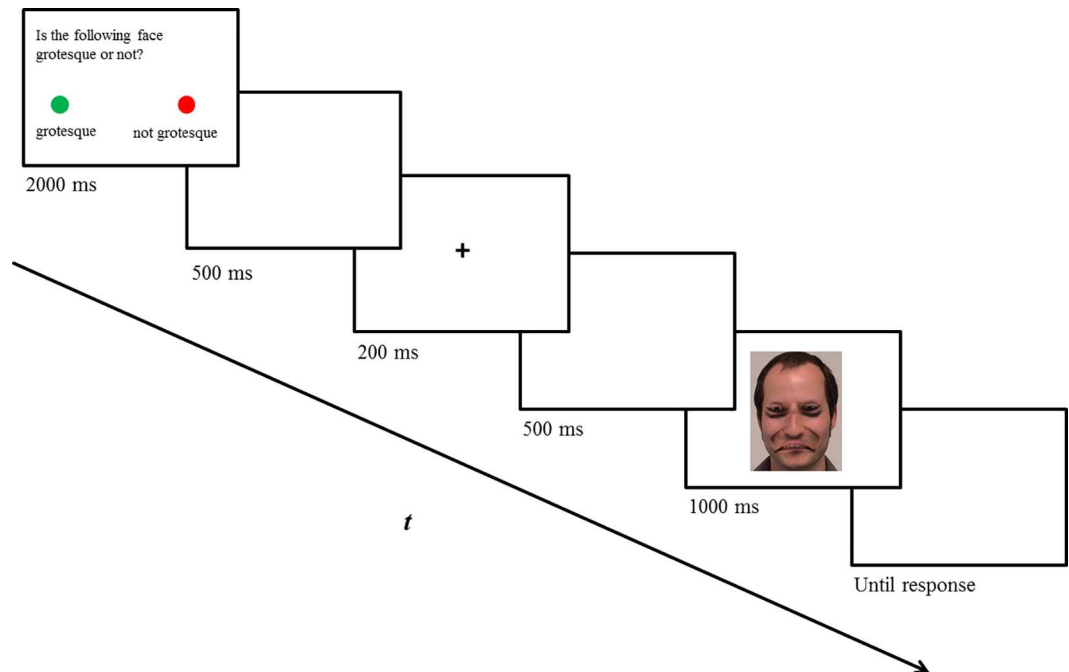 Is the following face
grotesque or not?
grotesque
not grotesque
2000 ms
500 ms
+
200 ms
500 ms
1000 ms
Until response
t